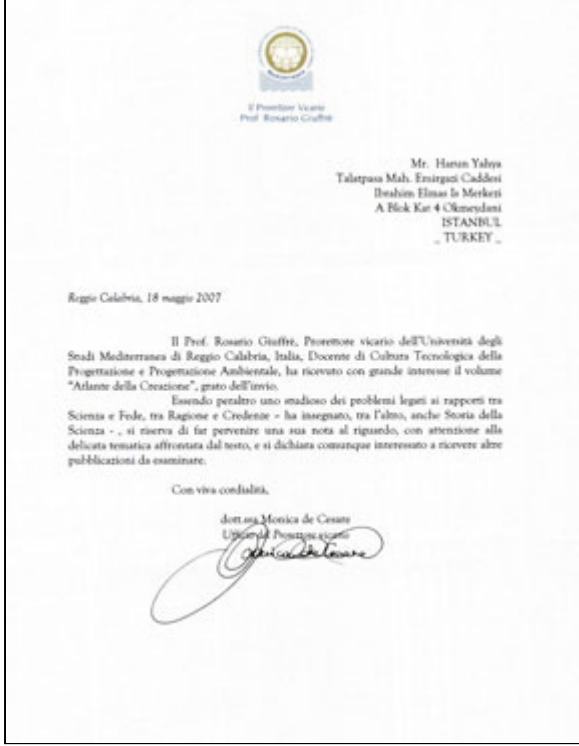 Il Prorettore Vicario
Prof. Rosario Giuffrè
Mr. Harun Yahya
Talatpasa Mah. Emirgazi Caddesi
Ibrahim Elmas Is Merkezi
A Blok Kat 4 Okmeydani
ISTANBUL
_ TURKEY _
Reggio Calabria, 18 maggio 2007
Il Prof. Rosario Giuffrè, Prorettore vicario dell'Università degli
Studi Mediterranea di Reggio Calabria, Italia, Docente di Cultura Tecnologica della
Progettazione e Progettazione Ambientale, ha ricevuto con grande interesse il volume
"Atlante della Creazione", grato dell'invio.
Essendo peraltro uno studioso dei problemi legati ai rapporti tra
Scienza e Fede, tra Ragione e Credenze – ha insegnato, tra l'altro, anche Storia della
Scienza - , si riserva di far pervenire una sua nota al riguardo, con attenzione alla
delicata tematica affrontata dal testo, e si dichiara comunque interessato a ricevere altre
pubblicazioni da esaminare.
Con viva cordialità,
dott.ssa Monica de Cesare
Ufficio del Prorettore vicario